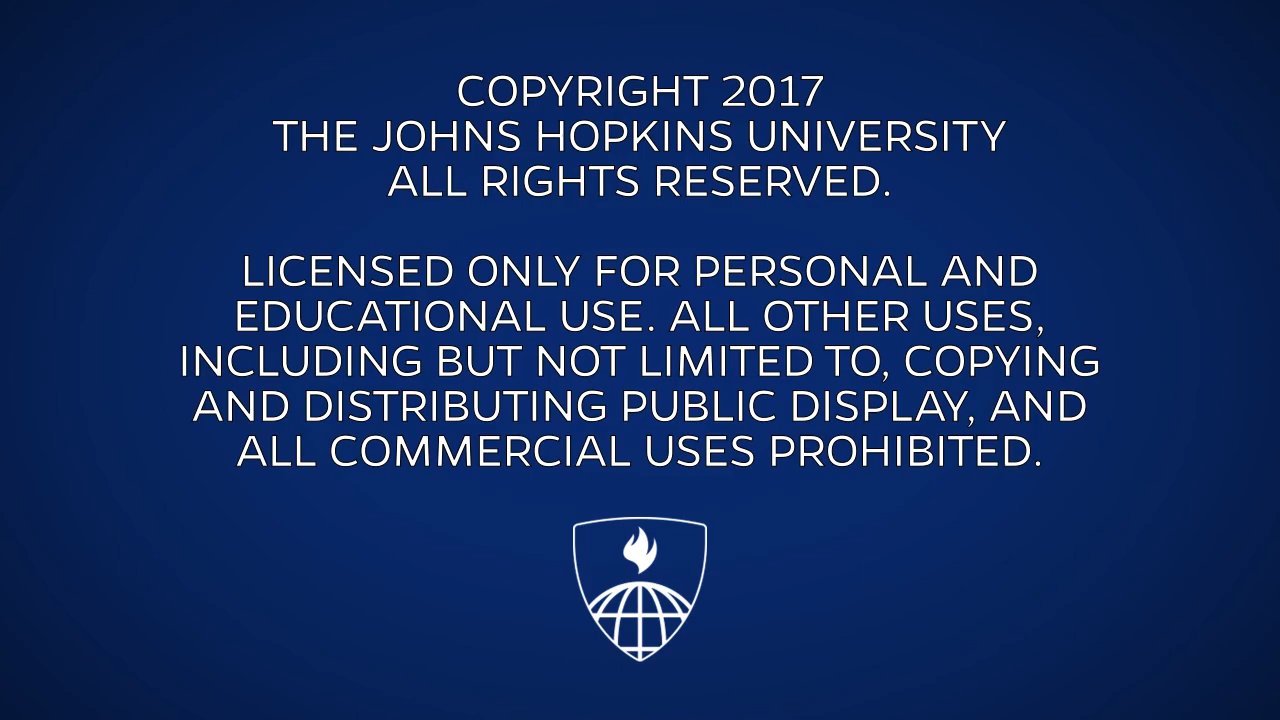 COPYRIGHT 2017
THE JOHNS HOPKINS UNIVERSITY
ALL RIGHTS RESERVED.
LICENSED ONLY FOR PERSONAL AND
EDUCATIONAL USE. ALL OTHER USES,
INCLUDING BUT NOT LIMITED TO, COPYING
AND DISTRIBUTING PUBLIC DISPLAY, AND
ALL COMMERCIAL USES PROHIBITED.